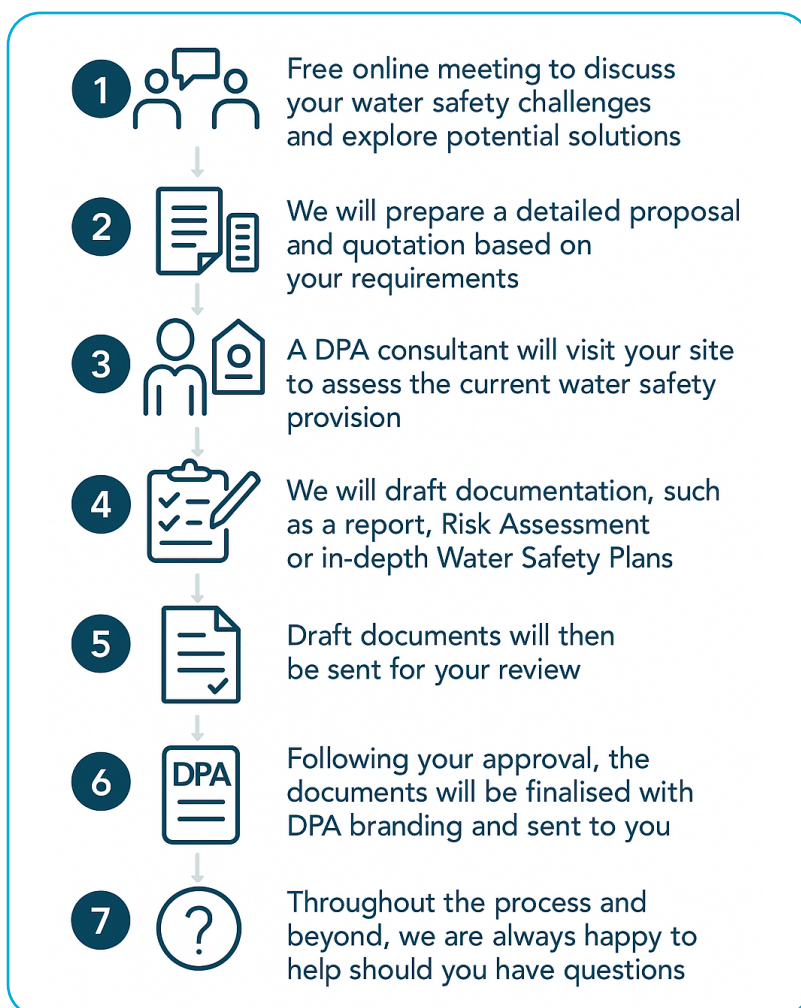 1
Free online meeting to discuss
your water safety challenges
and explore potential solutions
2
We will prepare a detailed proposal
and quotation based on
your requirements
3
A DPA consultant will visit your site
to assess the current water safety
provision
4
We will draft documentation, such
as a report, Risk Assessment
or in-depth Water Safety Plans
5
Draft documents will then
be sent for your review
6
DPA
Following your approval, the
documents will be finalised with
DPA branding and sent to you
7
?
Throughout the process and
beyond, we are always happy to
help should you have questions